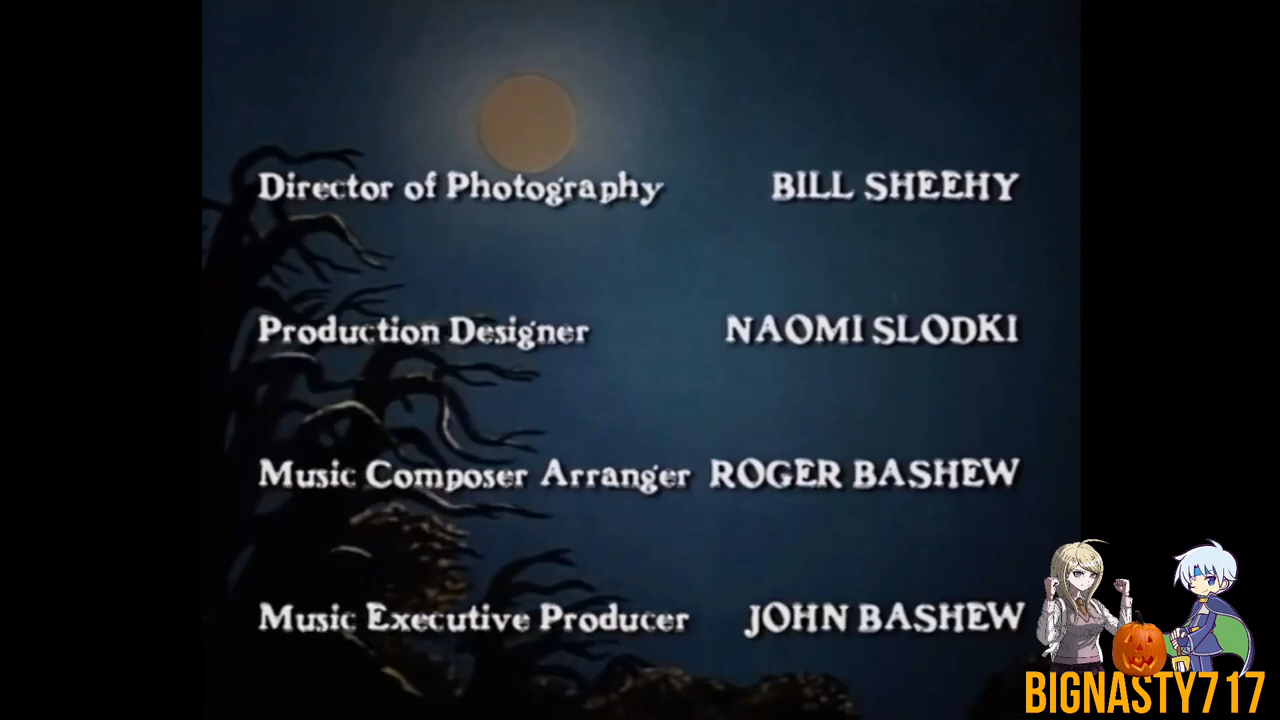 Director of Photography BILL SHEEHY
Production Designer NAOMI SLODKI
Music Composer Arranger ROGER BASHEW
Music Executive Producer JOHN BASHEW
BIGNASTY717